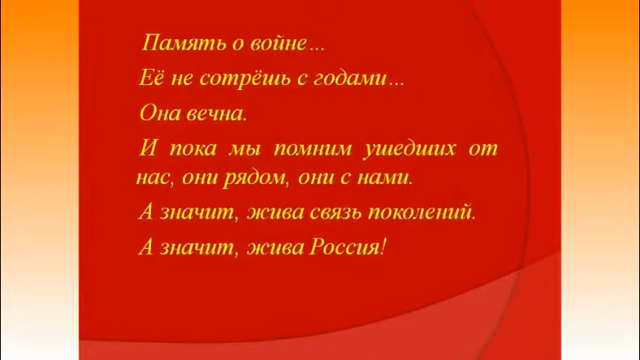 Память о войне…
Её не сотрёшь с годами…
Она вечна.
И пока мы помним ушедших от
нас, они рядом, они с нами.
А значит, жива связь поколений.
А значит, жива Россия!